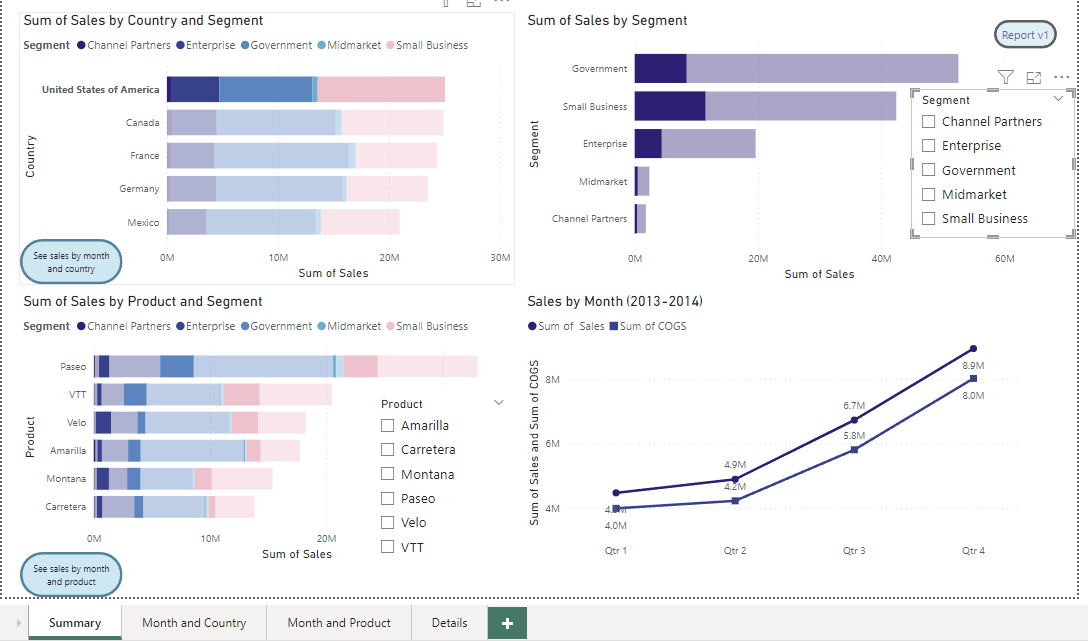 Sum of Sales by Country and Segment
Segment Channel Partners Enterprise Government Midmarket Small Business
Country
United States of America
Canada
France
Germany
Mexico
0M 10M 20M 30M
Sum of Sales
See sales by month
and country
Sum of Sales by Segment
Report v1
Segment
Government
Small Business
Enterprise
Midmarket
Channel Partners
0M 20M 40M 60M
Sum of Sales
Segment
Channel Partners
Enterprise
Government
Midmarket
Small Business
Sum of Sales by Product and Segment
Segment Channel Partners Enterprise Government Midmarket Small Business
Product
Paseo
VTT
Velo
Amarilla
Montana
Carretera
0M 10M 20M
Sum of Sales
Product
Amarilla
Carretera
Montana
Paseo
Velo
VTT
See sales by month
and product
Sales by Month (2013-2014)
Sum of Sales Sum of COGS
Sum of Sales and Sum of COGS
8M
6M
4M
8.9M
8.0M
6.7M
5.8M
4.9M
4.2M
4.0M
Qtr 1 Qtr 2 Qtr 3 Qtr 4
Summary Month and Country Month and Product Details